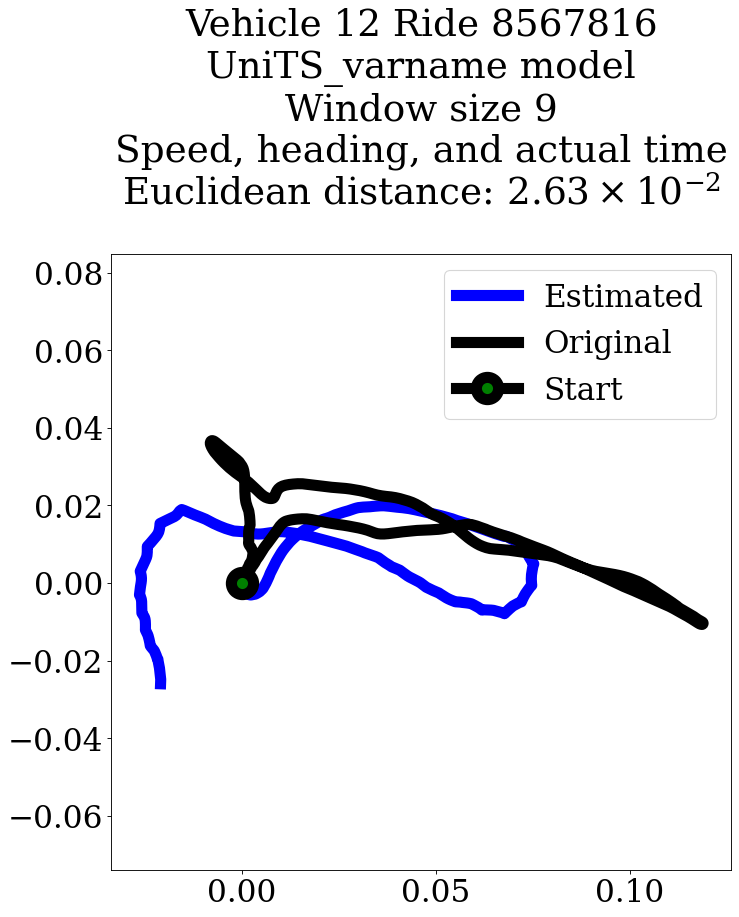 Vehicle 12 Ride 8567816
UniTS_varname model
Window size 9
Speed, heading, and actual time
Euclidean distance: 2.63 × 10⁻²
Estimated
Original
Start
0.08
0.06
0.04
0.02
0.00
−0.02
−0.04
−0.06
0.00 0.05 0.10